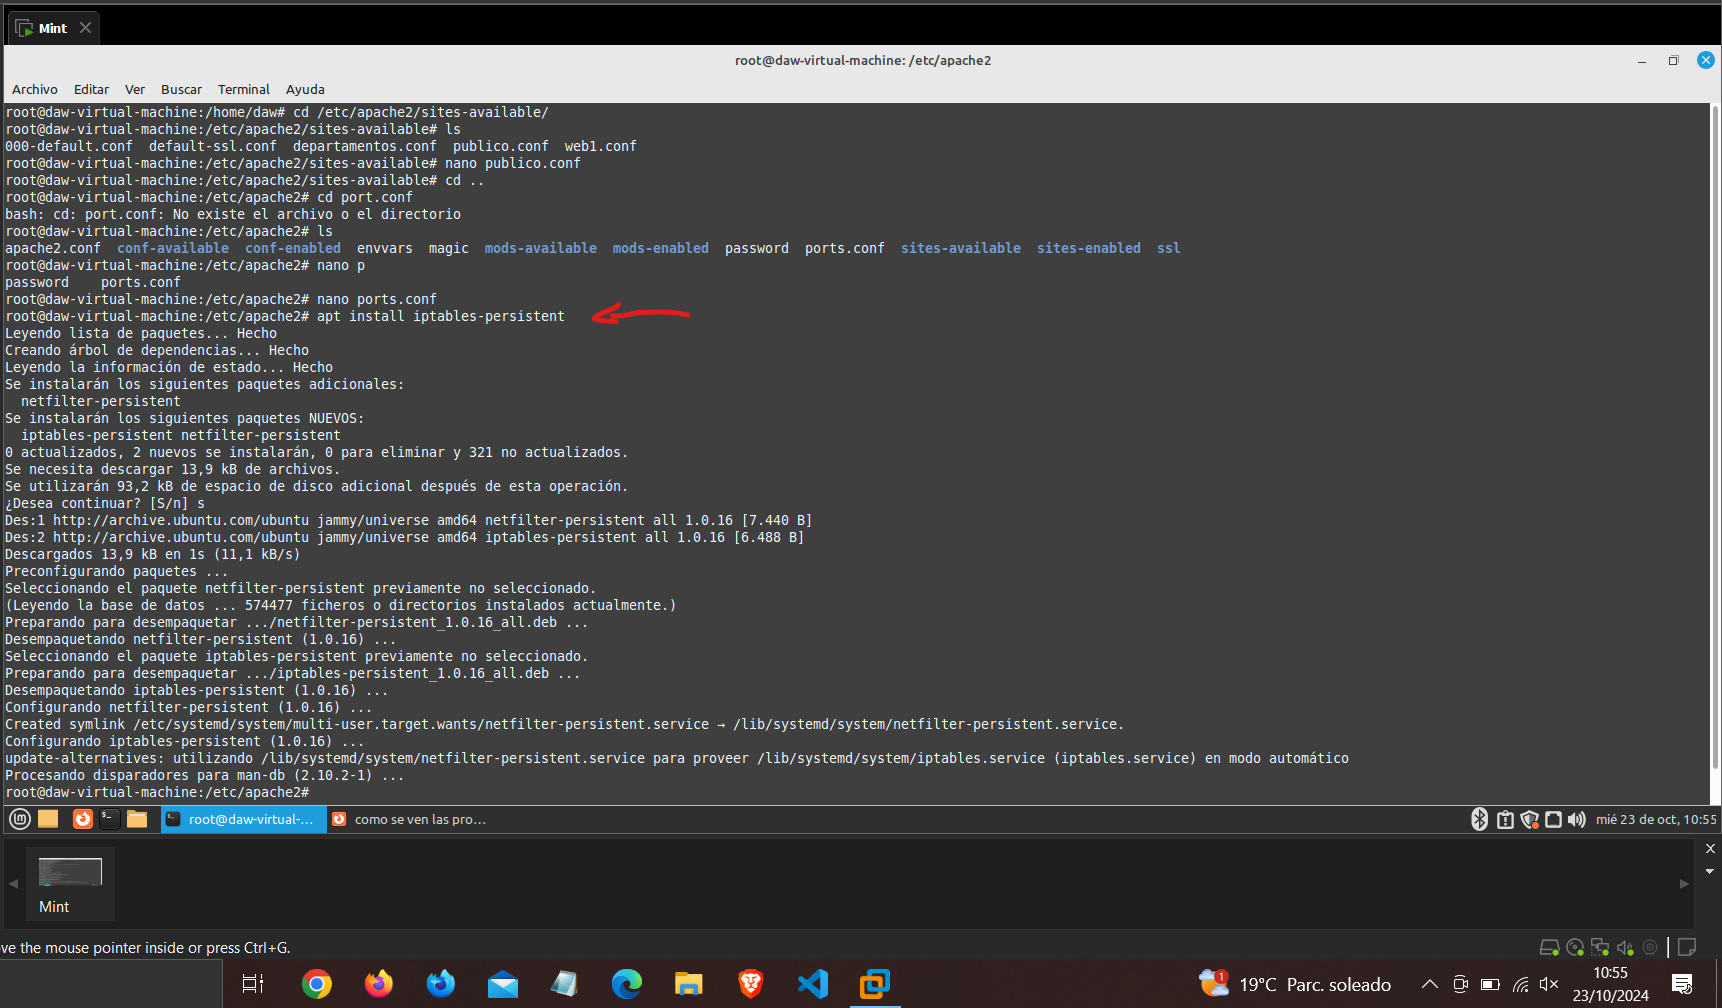 Mint
root@daw-virtual-machine: /etc/apache2
Archivo Editar Ver Buscar Terminal Ayuda
root@daw-virtual-machine:/home/daw# cd /etc/apache2/sites-available/
root@daw-virtual-machine:/etc/apache2/sites-available# ls
000-default.conf default-ssl.conf departamentos.conf publico.conf web1.conf
root@daw-virtual-machine:/etc/apache2/sites-available# nano publico.conf
root@daw-virtual-machine:/etc/apache2/sites-available# cd ..
root@daw-virtual-machine:/etc/apache2# cd port.conf
bash: cd: port.conf: No existe el archivo o el directorio
root@daw-virtual-machine:/etc/apache2# ls
apache2.conf conf-available conf-enabled envvars magic mods-available mods-enabled password ports.conf sites-available sites-enabled ssl
root@daw-virtual-machine:/etc/apache2# nano p
password ports.conf
root@daw-virtual-machine:/etc/apache2# nano ports.conf
root@daw-virtual-machine:/etc/apache2# apt install iptables-persistent
Leyendo lista de paquetes... Hecho
Creando árbol de dependencias... Hecho
Leyendo la información de estado... Hecho
Se instalarán los siguientes paquetes adicionales:
netfilter-persistent
Se instalarán los siguientes paquetes NUEVOS:
iptables-persistent netfilter-persistent
0 actualizados, 2 nuevos se instalarán, 0 para eliminar y 321 no actualizados.
Se necesita descargar 13,9 kB de archivos.
Se utilizarán 93,2 kB de espacio de disco adicional después de esta operación.
¿Desea continuar? [S/n] s
Des:1 http://archive.ubuntu.com/ubuntu jammy/universe amd64 netfilter-persistent all 1.0.16 [7.440 B]
Des:2 http://archive.ubuntu.com/ubuntu jammy/universe amd64 iptables-persistent all 1.0.16 [6.488 B]
Descargados 13,9 kB en 1s (11,1 kB/s)
Preconfigurando paquetes ...
Seleccionando el paquete netfilter-persistent previamente no seleccionado.
(Leyendo la base de datos ... 574477 ficheros o directorios instalados actualmente.)
Preparando para desempaquetar .../netfilter-persistent_1.0.16_all.deb ...
Desempaquetando netfilter-persistent (1.0.16) ...
Seleccionando el paquete iptables-persistent previamente no seleccionado.
Preparando para desempaquetar .../iptables-persistent_1.0.16_all.deb ...
Desempaquetando iptables-persistent (1.0.16) ...
Configurando netfilter-persistent (1.0.16) ...
Created symlink /etc/systemd/system/multi-user.target.wants/netfilter-persistent.service → /lib/systemd/system/netfilter-persistent.service.
Configurando iptables-persistent (1.0.16) ...
update-alternatives: utilizando /lib/systemd/system/netfilter-persistent.service para proveer /lib/systemd/system/iptables.service (iptables.service) en modo automático
Procesando disparadores para man-db (2.10.2-1) ...
root@daw-virtual-machine:/etc/apache2#
root@daw-virtual-... como se ven las pro... mié 23 de oct, 10:55
Mint
ve the mouse pointer inside or press Ctrl+G.
1 19°C Parc. soleado 10:55
23/10/2024